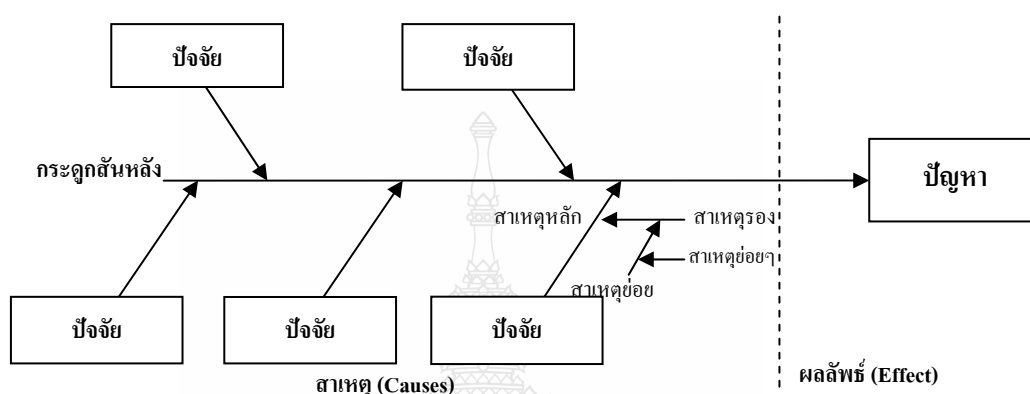 ปัจจัย
ปัจจัย
กระดูกสันหลัง
ปัญหา
สาเหตุหลัก
สาเหตุรอง
สาเหตุย่อยๆ
สาเหตุย่อย
ปัจจัย
ปัจจัย
ปัจจัย
สาเหตุ (Causes)
ผลลัพธ์ (Effect)